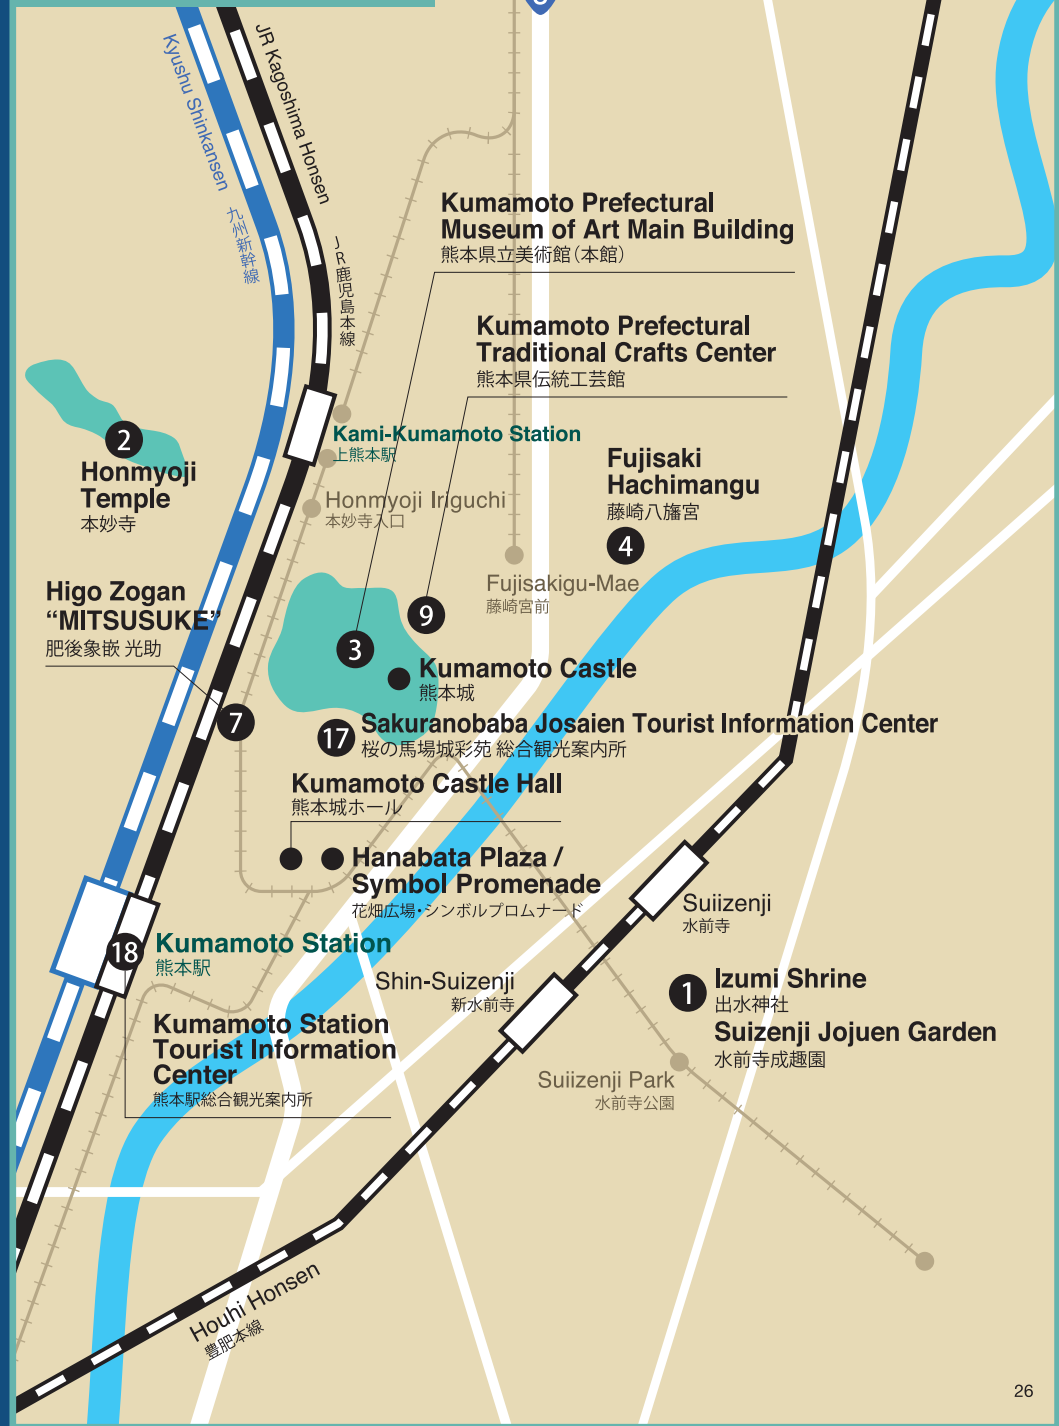 Kyushu Shinkansen 九州新幹線
JR Kagoshima Honsen JR鹿児島本線
Kumamoto Prefectural
Museum of Art Main Building
熊本県立美術館（本館）
Kumamoto Prefectural
Traditional Crafts Center
熊本県伝統工芸館
2
Honmyoji
Temple
本妙寺
Kami-Kumamoto Station
上熊本駅
Honmyoji Iriguchi
本妙寺入口
Fujisaki
Hachimangu
藤崎八旛宮
4
Fujisakigu-Mae
藤崎宮前
Higo Zogan
“MITSUSUKE”
肥後象嵌 光助
9
3
Kumamoto Castle
熊本城
7
17
Sakuranobaba Josaien Tourist Information Center
桜の馬場城彩苑 総合観光案内所
Kumamoto Castle Hall
熊本城ホール
Hanabata Plaza /
Symbol Promenade
花畑広場・シンボルプロムナード
18
Kumamoto Station
熊本駅
Suiizenji
水前寺
Shin-Suizenji
新水前寺
1
Izumi Shrine
出水神社
Suizenji Jojuen Garden
水前寺成趣園
Kumamoto Station
Tourist Information
Center
熊本駅総合観光案内所
Suiizenji Park
水前寺公園
Houhi Honsen
豊肥本線
26